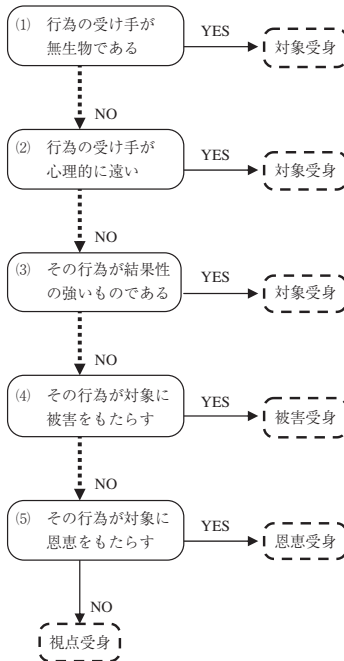 ⑴ 行為の受け手が
無生物である
YES
対象受身
NO
⑵ 行為の受け手が
心理的に遠い
YES
対象受身
NO
⑶ その行為が結果性
の強いものである
YES
対象受身
NO
⑷ その行為が対象に
被害をもたらす
YES
被害受身
NO
⑸ その行為が対象に
恩恵をもたらす
YES
恩恵受身
NO
視点受身